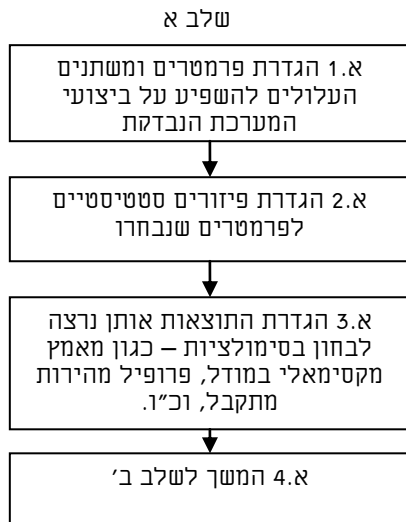 שלב א
א.1 הגדרת פרמטרים ומשתנים
העלולים להשפיע על ביצועי
המערכת הנבדקת
א.2 הגדרת פיזורים סטטיסטיים
לפרמטרים שנבחרו
א.3 הגדרת התוצאות אותן נרצה
לבחון בסימולציות – כגון מאמץ
מקסימאלי במודל, פרופיל מהירות
מתקבל, וכ״ו.
א.4 המשך לשלב ב׳